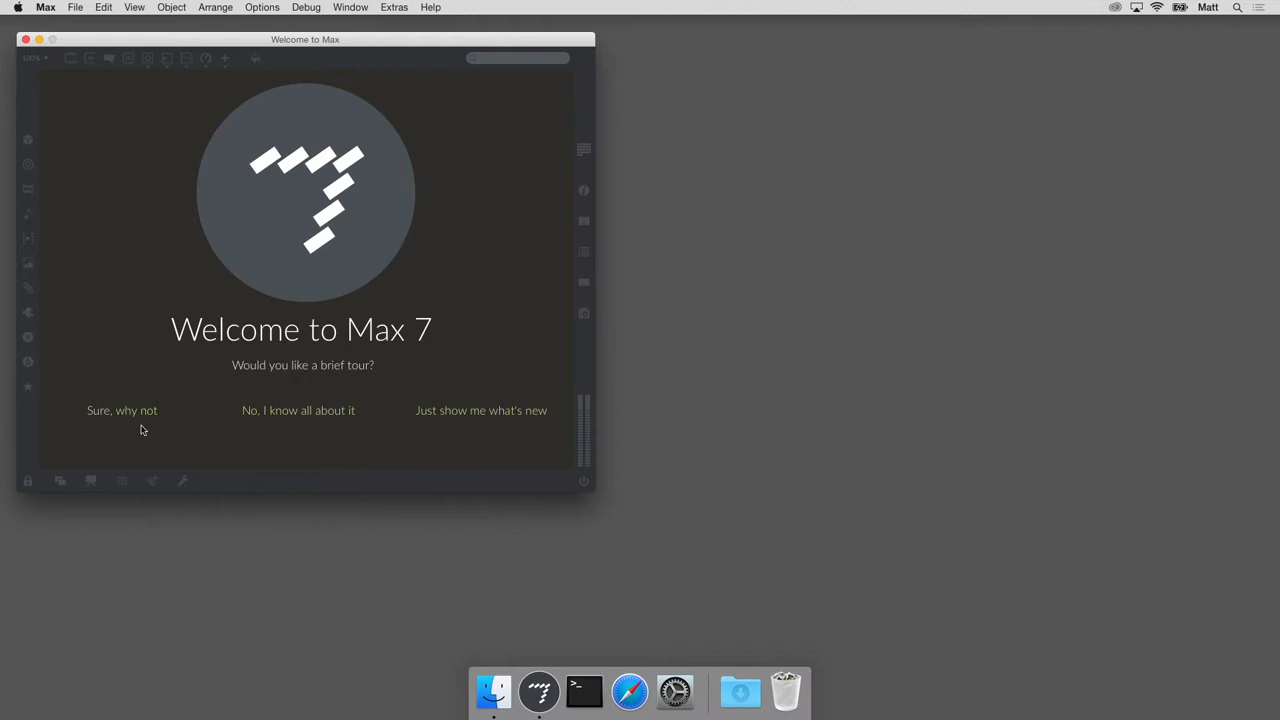 Max File Edit View Object Arrange Options Debug Window Extras Help Matt
Welcome to Max
100%
Welcome to Max 7
Would you like a brief tour?
Sure, why not No, I know all about it Just show me what's new
>_